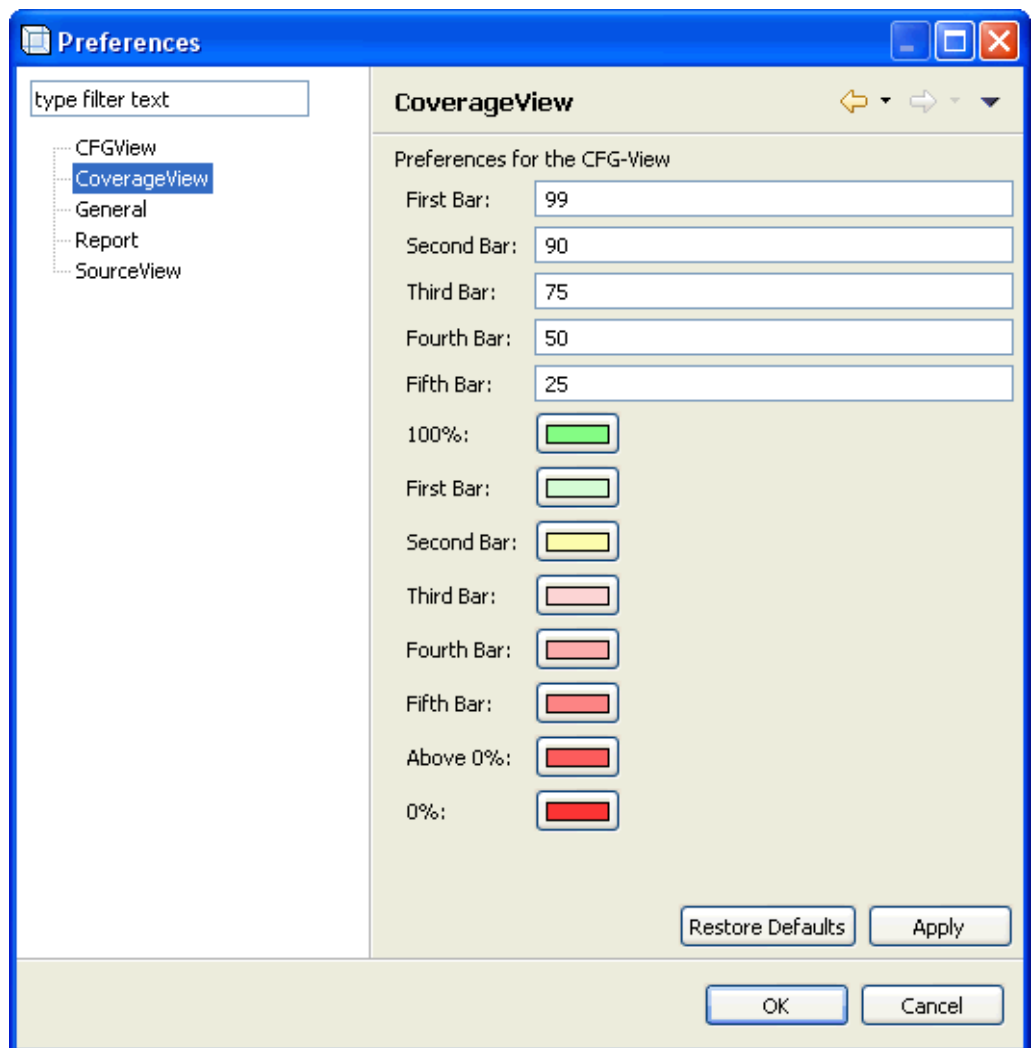 Preferences
type filter text
CFGView
CoverageView
General
Report
SourceView
CoverageView
Preferences for the CFG-View
First Bar: 99
Second Bar: 90
Third Bar: 75
Fourth Bar: 50
Fifth Bar: 25
100%:
First Bar:
Second Bar:
Third Bar:
Fourth Bar:
Fifth Bar:
Above 0%:
0%:
Restore Defaults Apply
OK Cancel